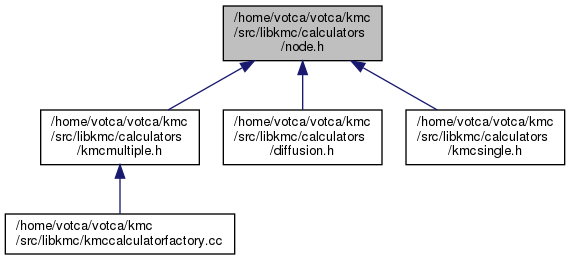 /home/votca/votca/kmc
/src/libkmc/calculators
/node.h
/home/votca/votca/kmc
/src/libkmc/calculators
/kmcmultiple.h
/home/votca/votca/kmc
/src/libkmc/calculators
/diffusion.h
/home/votca/votca/kmc
/src/libkmc/calculators
/kmcsingle.h
/home/votca/votca/kmc
/src/libkmc/kmccalculatorfactory.cc